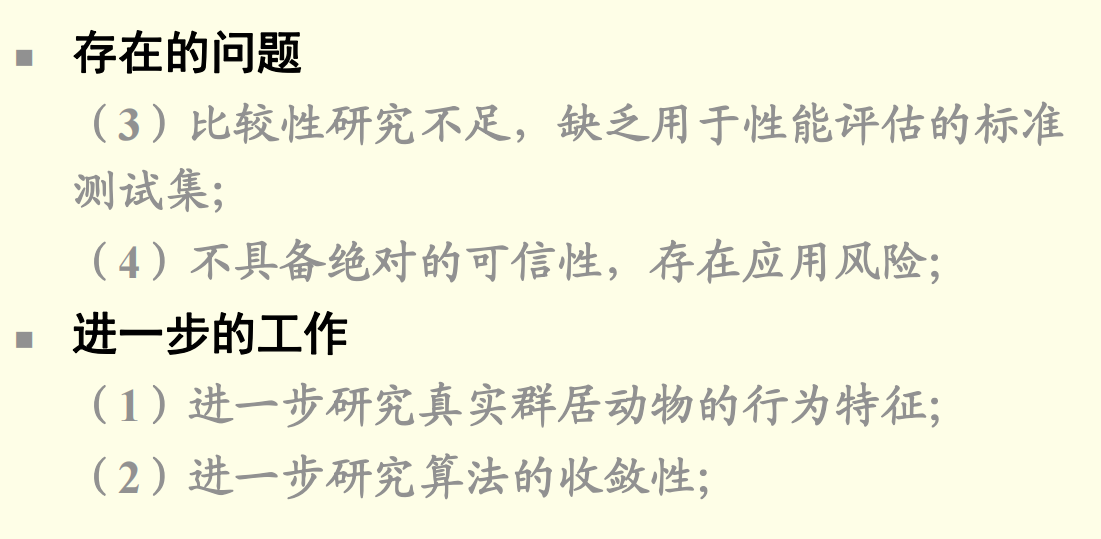 存在的问题
（3）比较性研究不足，缺乏用于性能评估的标准
测试集;
（4）不具备绝对的可信性，存在应用风险;
进一步的工作
（1）进一步研究真实群居动物的行为特征;
（2）进一步研究算法的收敛性;